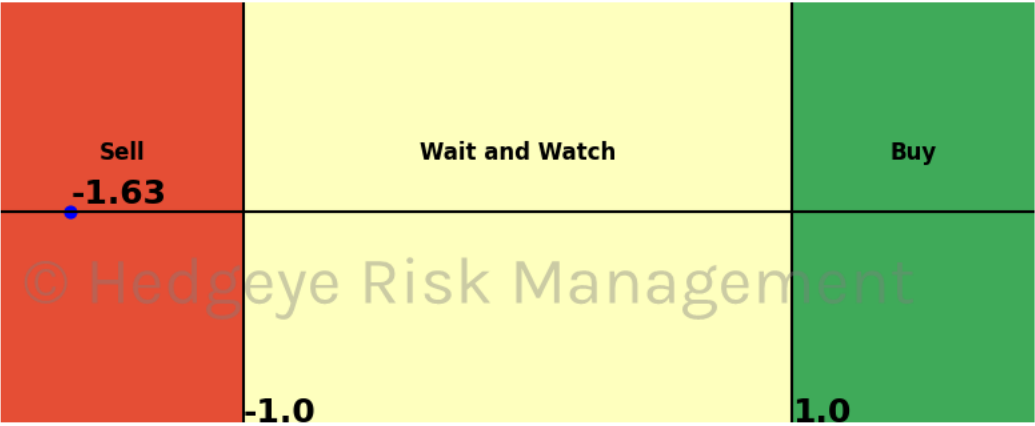 Sell
Wait and Watch
Buy
-1.63
© Hedgeye Risk Management
-1.0
1.0